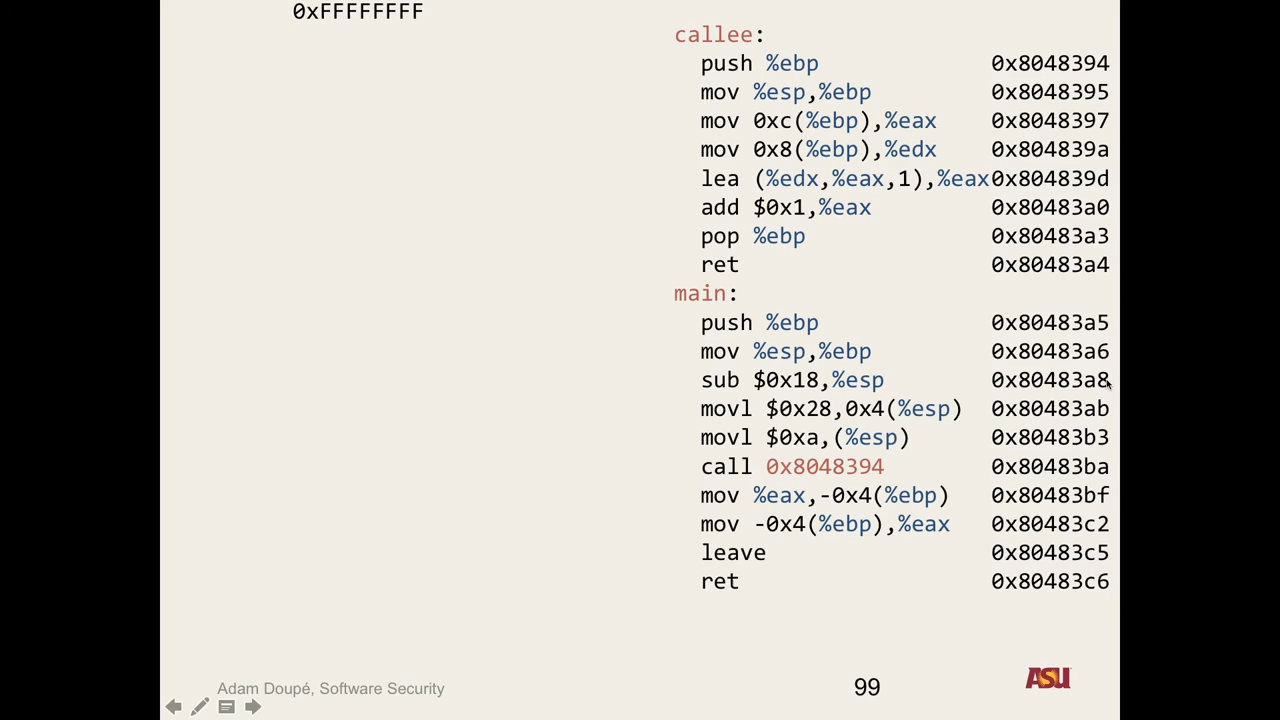 0xFFFFFFFF
callee:
push %ebp 0x8048394
mov %esp,%ebp 0x8048395
mov 0xc(%ebp),%eax 0x8048397
mov 0x8(%ebp),%edx 0x804839a
lea (%edx,%eax,1),%eax 0x804839d
add $0x1,%eax 0x80483a0
pop %ebp 0x80483a3
ret 0x80483a4
main:
push %ebp 0x80483a5
mov %esp,%ebp 0x80483a6
sub $0x18,%esp 0x80483a8
movl $0x28,0x4(%esp) 0x80483ab
movl $0xa,(%esp) 0x80483b3
call 0x8048394 0x80483ba
mov %eax,-0x4(%ebp) 0x80483bf
mov -0x4(%ebp),%eax 0x80483c2
leave 0x80483c5
ret 0x80483c6
Adam Doupé, Software Security
99
ASU